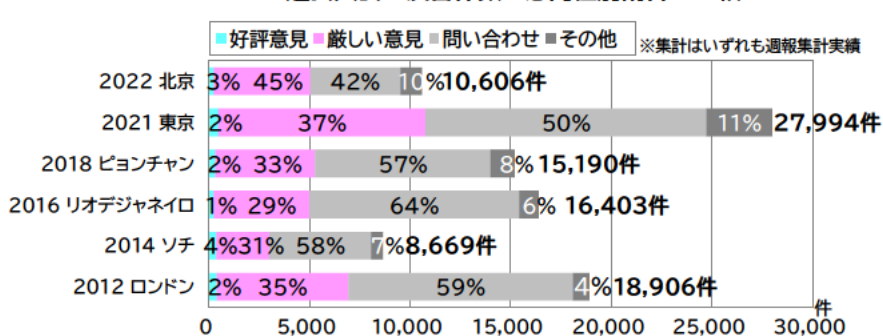 好評意見 厳しい意見 問い合わせ その他 ※集計はいずれも週報集計実績
2022 北京 3% 45% 42% 10% 10,606件
2021 東京 2% 37% 50% 11% 27,994件
2018 ピョンチャン 2% 33% 57% 8% 15,190件
2016 リオデジャネイロ 1% 29% 64% 6% 16,403件
2014 ソチ 4% 31% 58% 7% 8,669件
2012 ロンドン 2% 35% 59% 4% 18,906件
件
0 5,000 10,000 15,000 20,000 25,000 30,000